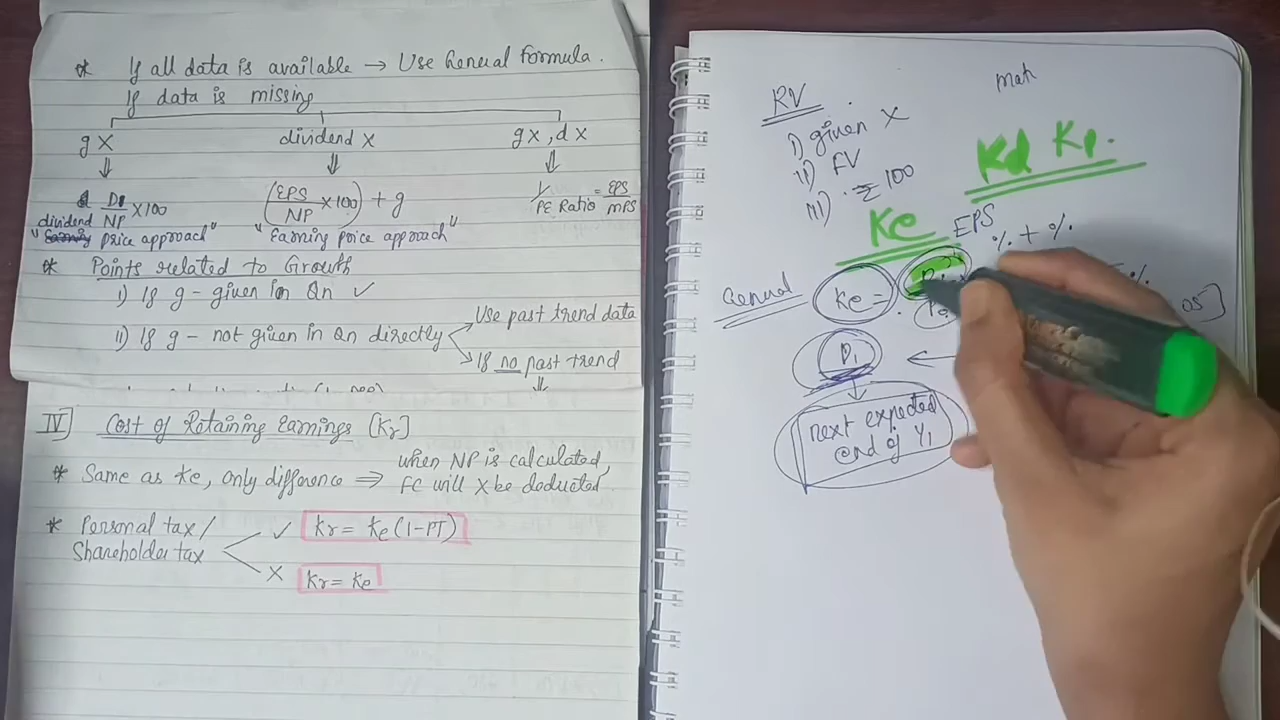 * If all data is available → Use General formula.
If data is missing
g X dividend X g x, d x
D1/NP X100
(EPS/NP X100) + g
1/PE Ratio = EPS/MPS
dividend
" Earning price approach" " Earning price approach"
* Points related to Growth
i) If g - given in Qn ✓
ii) If g - not given in Qn directly
Use past trend data
If no past trend
IV] Cost of Retaining Earnings (Kr]
* Same as Ke, only difference ⇒ when NP is calculated,
FC will X be deducted
* Personal tax /
Shareholder tax
✓ Kr = Ke (1-PT)
X Kr = Ke
RV
i) given X
ii) FV
iii) ₹ 100
Kd Kp.
Ke
EPS
% + %
General Ke =
D1 ←
next expected
end of Y1